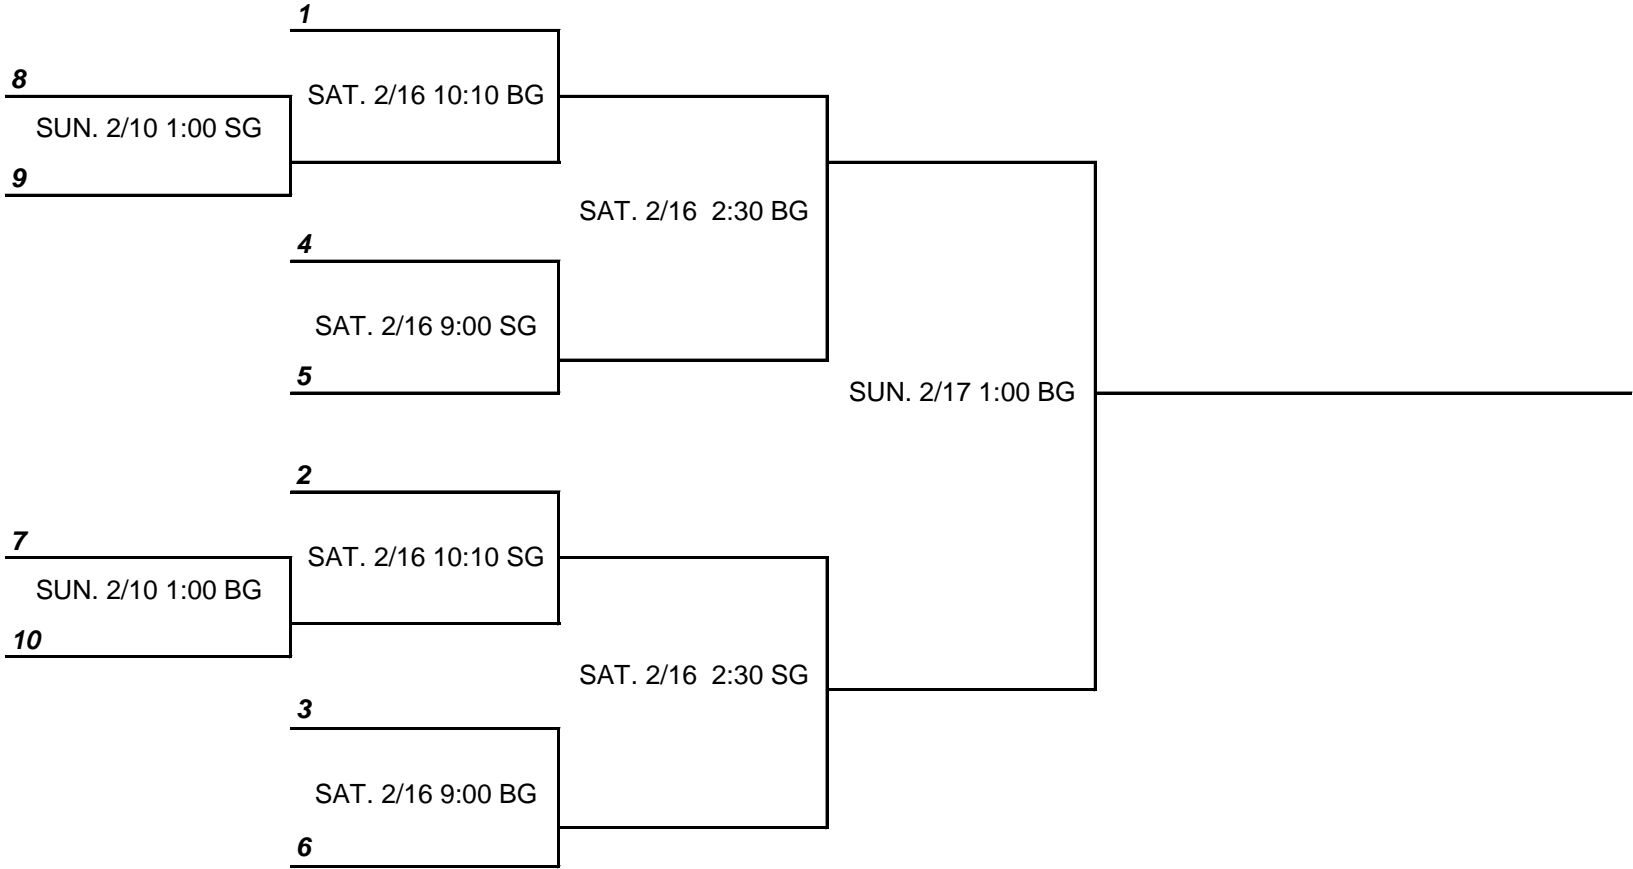 1
8
SAT. 2/16 10:10 BG
SUN. 2/10 1:00 SG
9
SAT. 2/16  2:30 BG
4
SAT. 2/16 9:00 SG
5
SUN. 2/17 1:00 BG
2
7
SAT. 2/16 10:10 SG
SUN. 2/10 1:00 BG
10
SAT. 2/16  2:30 SG
3
SAT. 2/16 9:00 BG
6